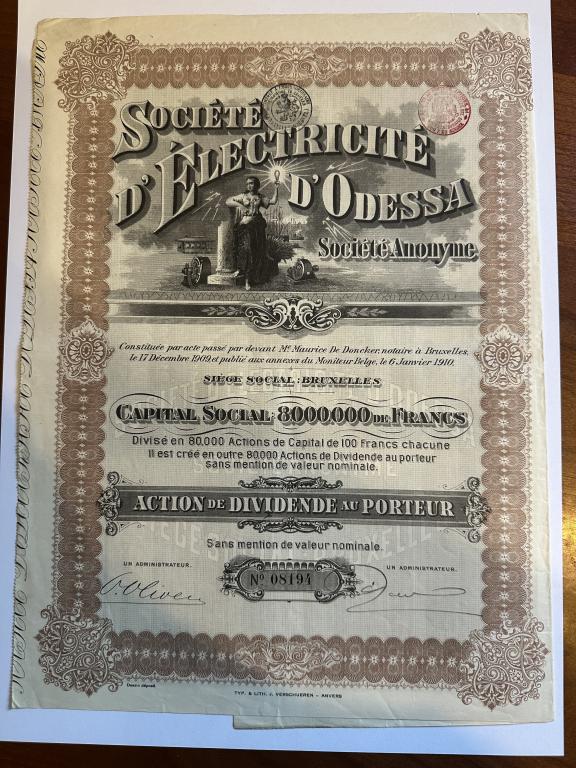 SOCIÉTÉ
D'ÉLECTRICITÉ
D'ODESSA
Société Anonyme
Constituée par acte passé par devant Me Maurice De Doncker, notaire à Bruxelles,
le 17 Décembre 1909 et publié aux annexes du Moniteur Belge, le 6 Janvier 1910.
SIÈGE SOCIAL : BRUXELLES
CAPITAL SOCIAL : 8000.000 DE FRANCS
Divisé en 80.000 Actions de Capital de 100 Francs chacune
Il est créé en outre 80.000 Actions de Dividende au porteur
sans mention de valeur nominale.
ACTION DE DIVIDENDE AU PORTEUR
Sans mention de valeur nominale.
UN ADMINISTRATEUR.
UN ADMINISTRATEUR.
No 08194
Dessin déposé.
TYP. & LITH. J. VERSCHUEREN - ANVERS